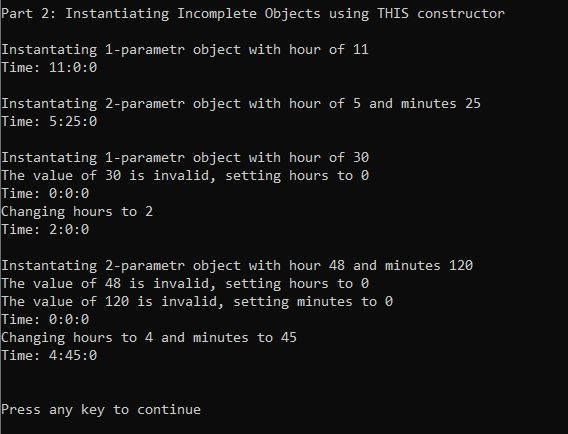 Part 2: Instantiating Incomplete Objects using THIS constructor
Instantating 1-parametr object with hour of 11
Time: 11:0:0
Instantating 2-parametr object with hour of 5 and minutes 25
Time: 5:25:0
Instantating 1-parametr object with hour of 30
The value of 30 is invalid, setting hours to 0
Time: 0:0:0
Changing hours to 2
Time: 2:0:0
Instantating 2-parametr object with hour 48 and minutes 120
The value of 48 is invalid, setting hours to 0
The value of 120 is invalid, setting minutes to 0
Time: 0:0:0
Changing hours to 4 and minutes to 45
Time: 4:45:0
Press any key to continue